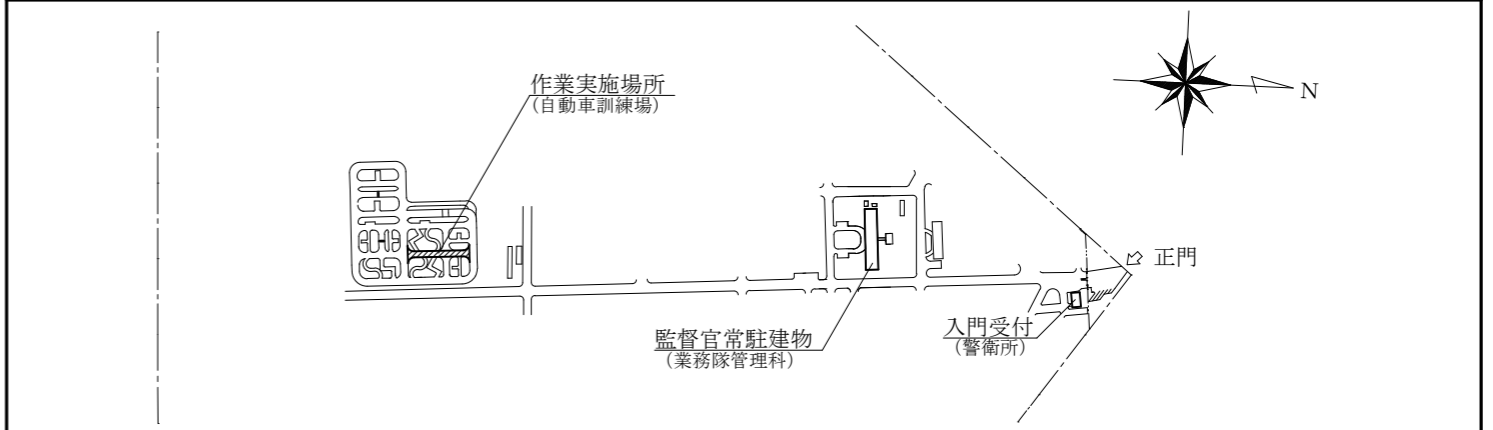 作業実施場所
(自動車訓練場)
N
正門
入門受付
(警衛所)
監督官常駐建物
(業務隊管理科)